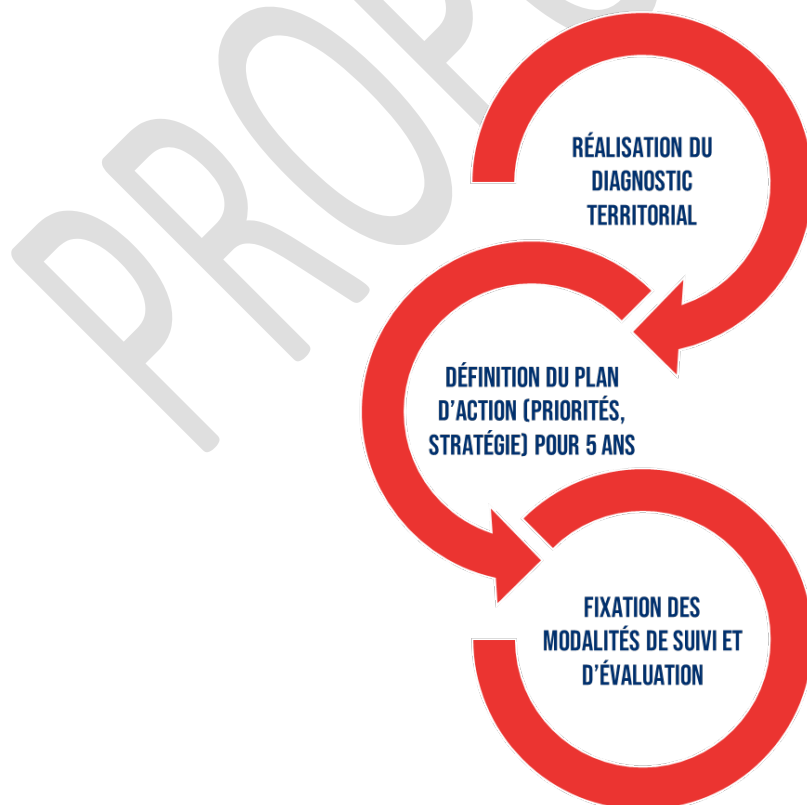 RÉALISATION DU
DIAGNOSTIC
TERRITORIAL
DÉFINITION DU PLAN
D'ACTION (PRIORITÉS,
STRATÉGIE) POUR 5 ANS
FIXATION DES
MODALITÉS DE SUIVI ET
D'ÉVALUATION